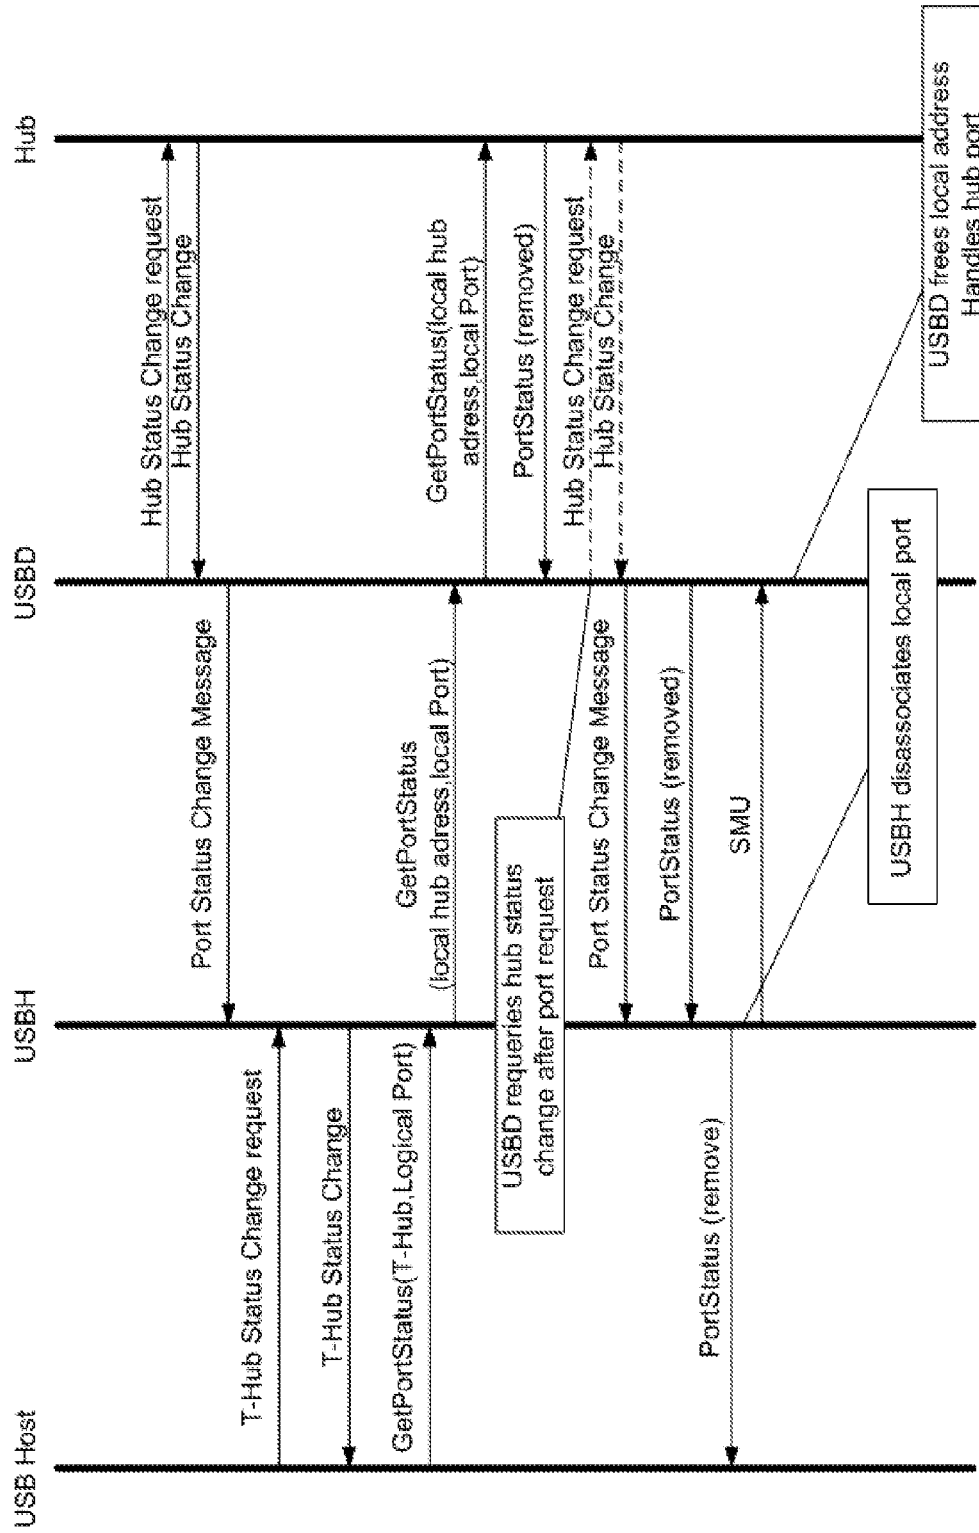 USB Host
USBH
USBD
Hub
Hub Status Change request
Hub Status Change
Port Status Change Message
T-Hub Status Change request
T-Hub Status Change
GetPortStatus(T-Hub,Logical Port)
GetPortStatus
(local hub adress,local Port)
GetPortStatus(local hub
adress,local Port)
PortStatus (removed)
Hub Status Change request
Hub Status Change
USBD requeries hub status
change after port request
Port Status Change Message
PortStatus (removed)
PortStatus (remove)
SMU
USBH disassociates local port
USBD frees local address
Handles hub port